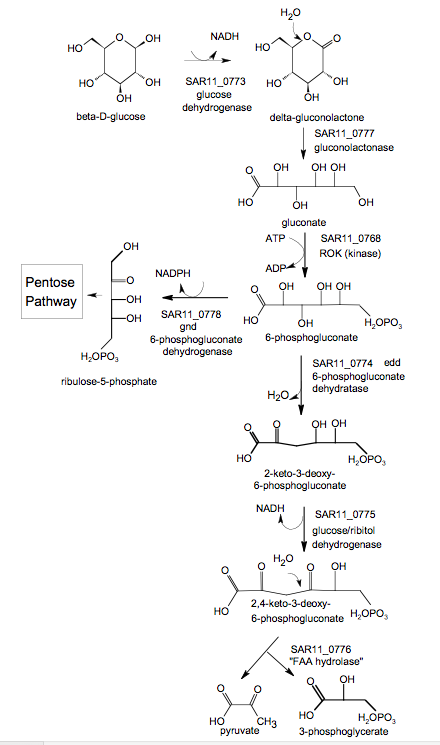 H₂O
O OH NADH O O
HO HO
HO OH SAR11_0773 HO OH
OH glucose OH
dehydrogenase
beta-D-glucose delta-gluconolactone
SAR11_0777
gluconolactonase
O OH OH OH
HO OH OH
gluconate
ATP SAR11_0768
ROK (kinase)
ADP
OH
O
OH
OH
H₂OPO₃
ribulose-5-phosphate
Pentose
Pathway
NADPH
SAR11_0778
gnd
6-phosphogluconate
dehydrogenase
O OH OH OH
HO OH H₂OPO₃
6-phosphogluconate
SAR11_0774 edd
6-phosphogluconate
dehydratase
H₂O
O O OH OH
HO H₂OPO₃
2-keto-3-deoxy-
6-phosphogluconate
NADH
SAR11_0775
glucose/ribitol
dehydrogenase
H₂O
O O O OH
HO H₂OPO₃
2,4-keto-3-deoxy-
6-phosphogluconate
SAR11_0776
"FAA hydrolase"
O O O OH
HO CH₃ HO H₂OPO₃
pyruvate 3-phosphoglycerate